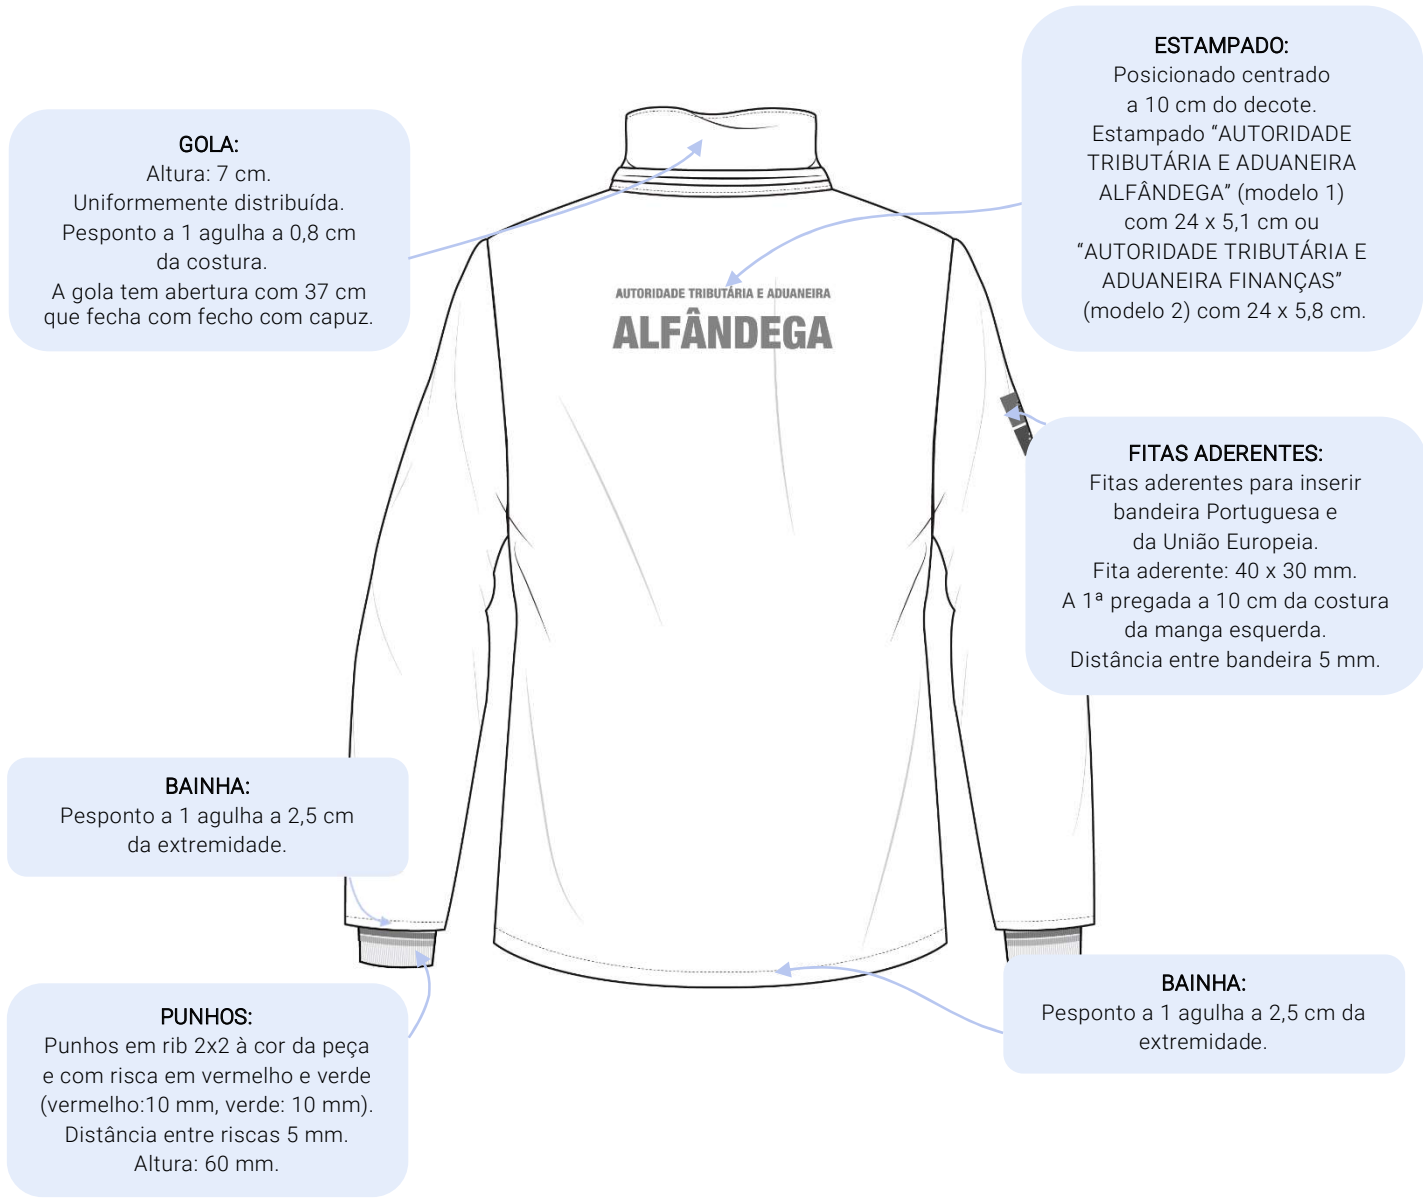 GOLA:
Altura: 7 cm.
Uniformemente distribuída.
Pesponto a 1 agulha a 0,8 cm
da costura.
A gola tem abertura com 37 cm
que fecha com fecho com capuz.
ESTAMPADO:
Posicionado centrado
a 10 cm do decote.
Estampado “AUTORIDADE
TRIBUTÁRIA E ADUANEIRA
ALFÂNDEGA” (modelo 1)
com 24 x 5,1 cm ou
“AUTORIDADE TRIBUTÁRIA E
ADUANEIRA FINANÇAS”
(modelo 2) com 24 x 5,8 cm.
AUTORIDADE TRIBUTÁRIA E ADUANEIRA
ALFÂNDEGA
FITAS ADERENTES:
Fitas aderentes para inserir
bandeira Portuguesa e
da União Europeia.
Fita aderente: 40 x 30 mm.
A 1ª pregada a 10 cm da costura
da manga esquerda.
Distância entre bandeira 5 mm.
BAINHA:
Pesponto a 1 agulha a 2,5 cm
da extremidade.
PUNHOS:
Punhos em rib 2x2 à cor da peça
e com risca em vermelho e verde
(vermelho:10 mm, verde: 10 mm).
Distância entre riscas 5 mm.
Altura: 60 mm.
BAINHA:
Pesponto a 1 agulha a 2,5 cm da
extremidade.